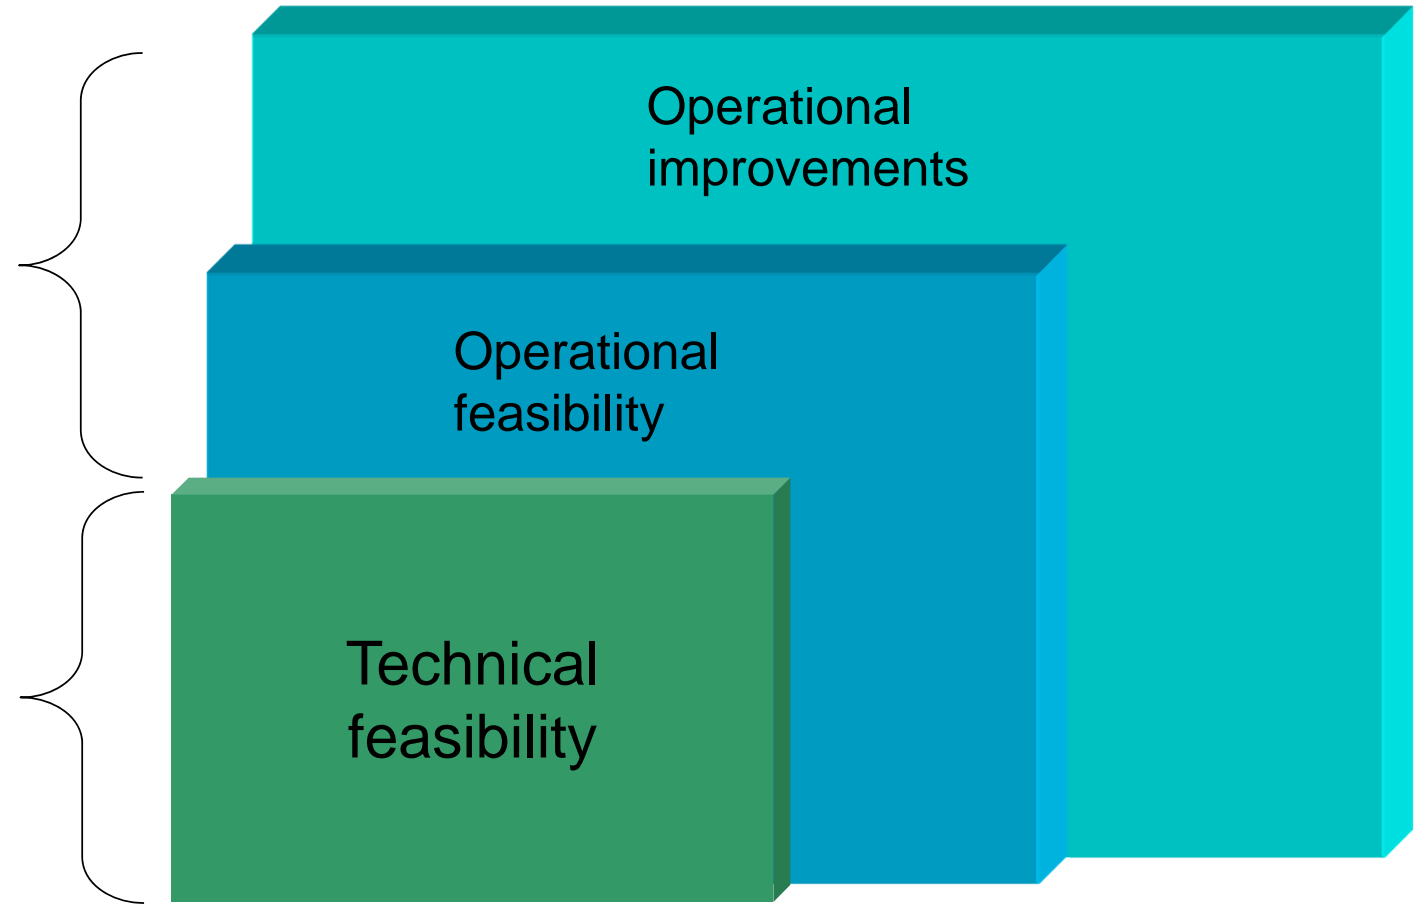 Operational
improvements
Operational
feasibility
Technical
feasibility